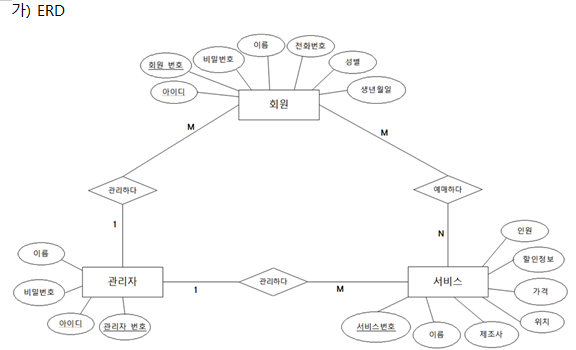 가) ERD
이름
전화번호
비밀번호
성별
회원 번호
생년월일
아이디
회원
M
M
관리하다
예매하다
1
N
인원
이름
할인정보
관리자
관리하다
서비스
1
M
비밀번호
가격
위치
아이디
관리자 번호
서비스번호
이름
제조사